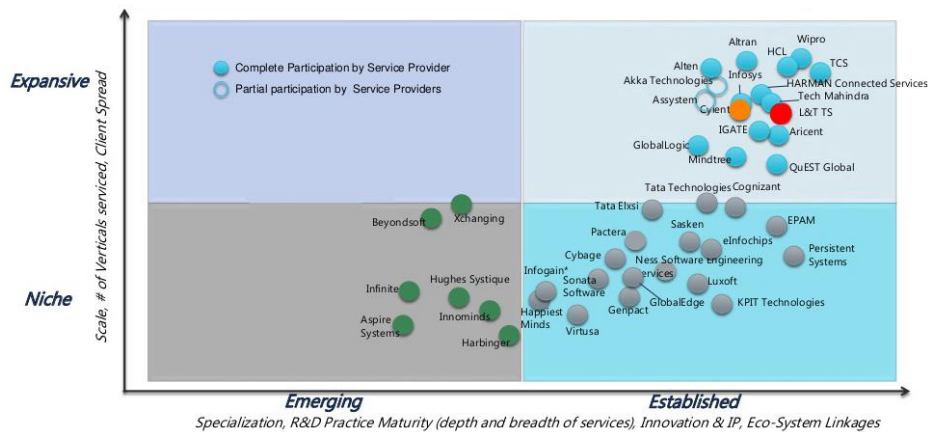 Expansive
Niche
Scale, # of Verticals serviced, Client Spread
Complete Participation by Service Provider
Partial participation by Service Providers
Altran
Wipro
HCL
TCS
Alten
Infosys
Akka Technologies
HARMAN Connected Services
Assystem
Cyient
Tech Mahindra
L&T TS
IGATE
Aricent
GlobalLogic
Mindtree
QuEST Global
Tata Technologies
Cognizant
Tata Elxsi
Beyondsoft
Xchanging
EPAM
Sasken
Pactera
eInfochips
Persistent
Systems
Cybage
Ness Software Engineering
Services
Infogain*
Sonata
Software
Hughes Systique
Infinite
Luxoft
GlobalEdge
KPIT Technologies
Innominds
Happiest
Minds
Genpact
Aspire
Systems
Virtusa
Harbinger
Emerging
Established
Specialization, R&D Practice Maturity (depth and breadth of services), Innovation & IP, Eco-System Linkages